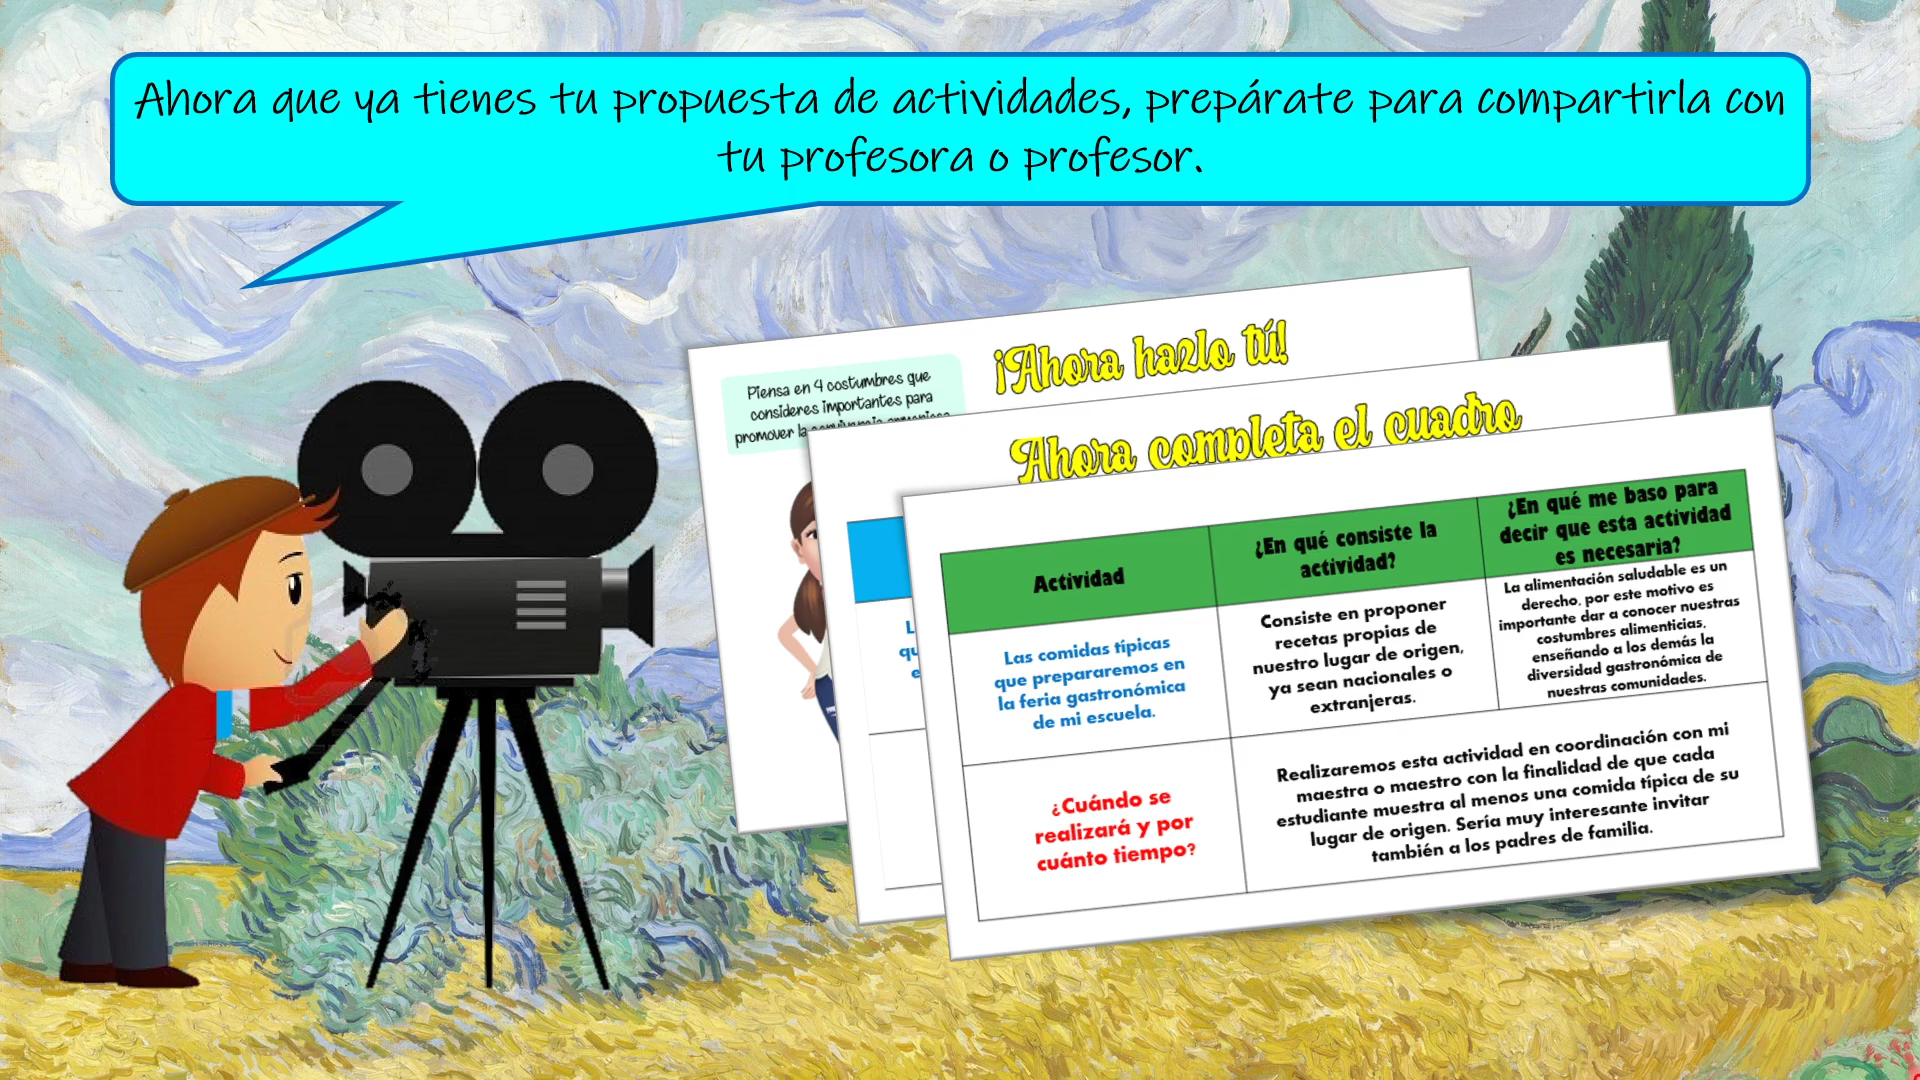 Ahora que ya tienes tu propuesta de actividades, prepárate para compartirla con
tu profesora o profesor.
¡Ahora hazlo tú!
Piensa en 4 costumbres que
consideres importantes para
promover la
Ahora completa el cuadro
Actividad
¿En qué consiste la
actividad?
¿En qué me baso para
decir que esta actividad
es necesaria?
Las comidas típicas
que prepararemos en
la feria gastronómica
de mi escuela.
Consiste en proponer
recetas propias de
nuestro lugar de origen,
ya sean nacionales o
extranjeras.
La alimentación saludable es un
derecho, por este motivo es
importante dar a conocer nuestras
costumbres alimenticias,
enseñando a los demás la
diversidad gastronómica de
nuestras comunidades.
¿Cuándo se
realizará y por
cuánto tiempo?
Realizaremos esta actividad en coordinación con mi
maestra o maestro con la finalidad de que cada
estudiante muestra al menos una comida típica de su
lugar de origen. Sería muy interesante invitar
también a los padres de familia.